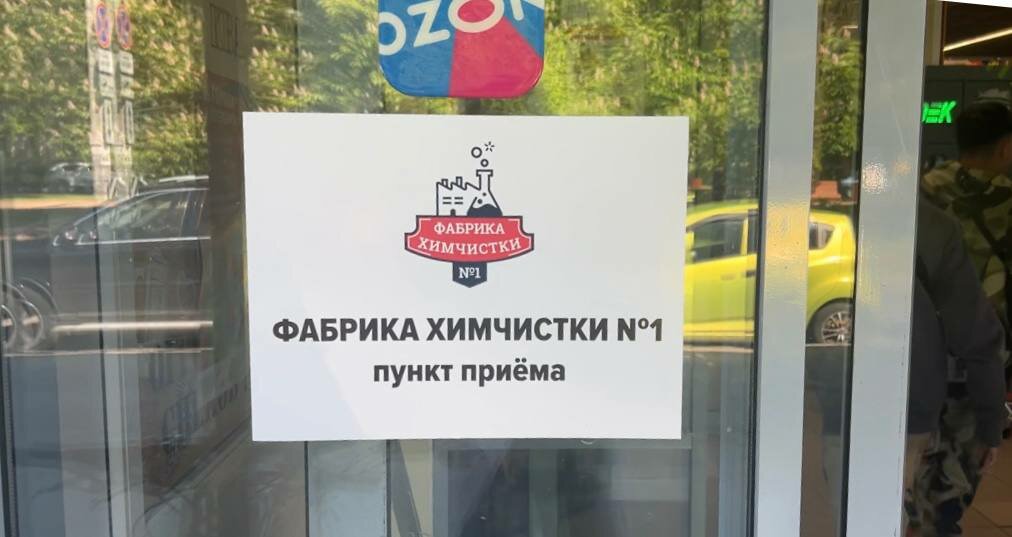 OZON
ФАБРИКА
ХИМЧИСТКИ
№1
ФАБРИКА ХИМЧИСТКИ №1
пункт приёма